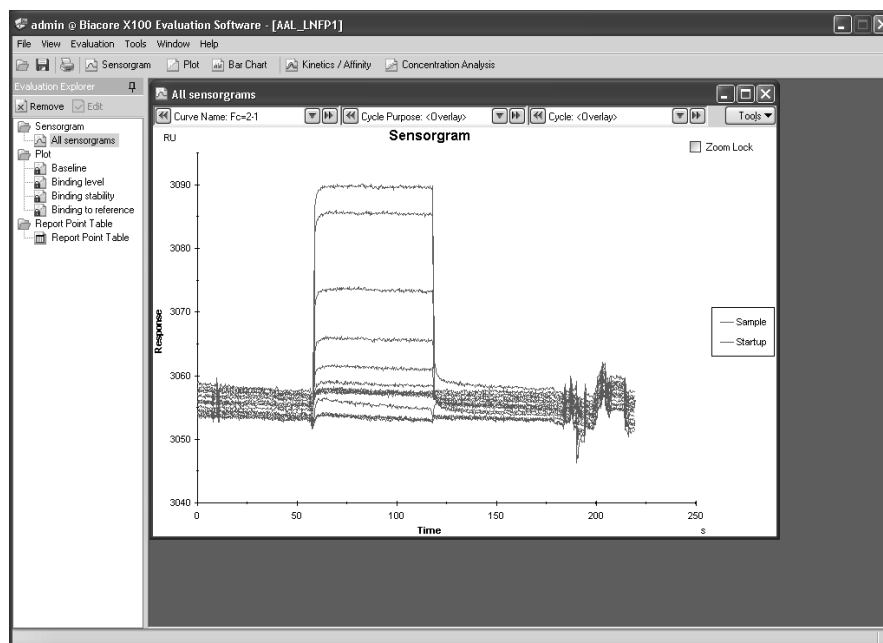 admin @ Biacore X100 Evaluation Software - [AAL_LNFP1]
File View Evaluation Tools Window Help
Sensorgram Plot Bar Chart Kinetics / Affinity Concentration Analysis
Evaluation Explorer
Remove Edit
Sensorgram
All sensorgrams
Plot
Baseline
Binding level
Binding stability
Binding to reference
Report Point Table
Report Point Table
All sensorgrams
Curve Name: Fc=2-1 Cycle Purpose: <Overlay> Cycle: <Overlay> Tools
Sensorgram
RU
Zoom Lock
3090
3080
3070
3060
3050
3040
Response
0 50 100 150 200 250
Time
s
Sample
Startup